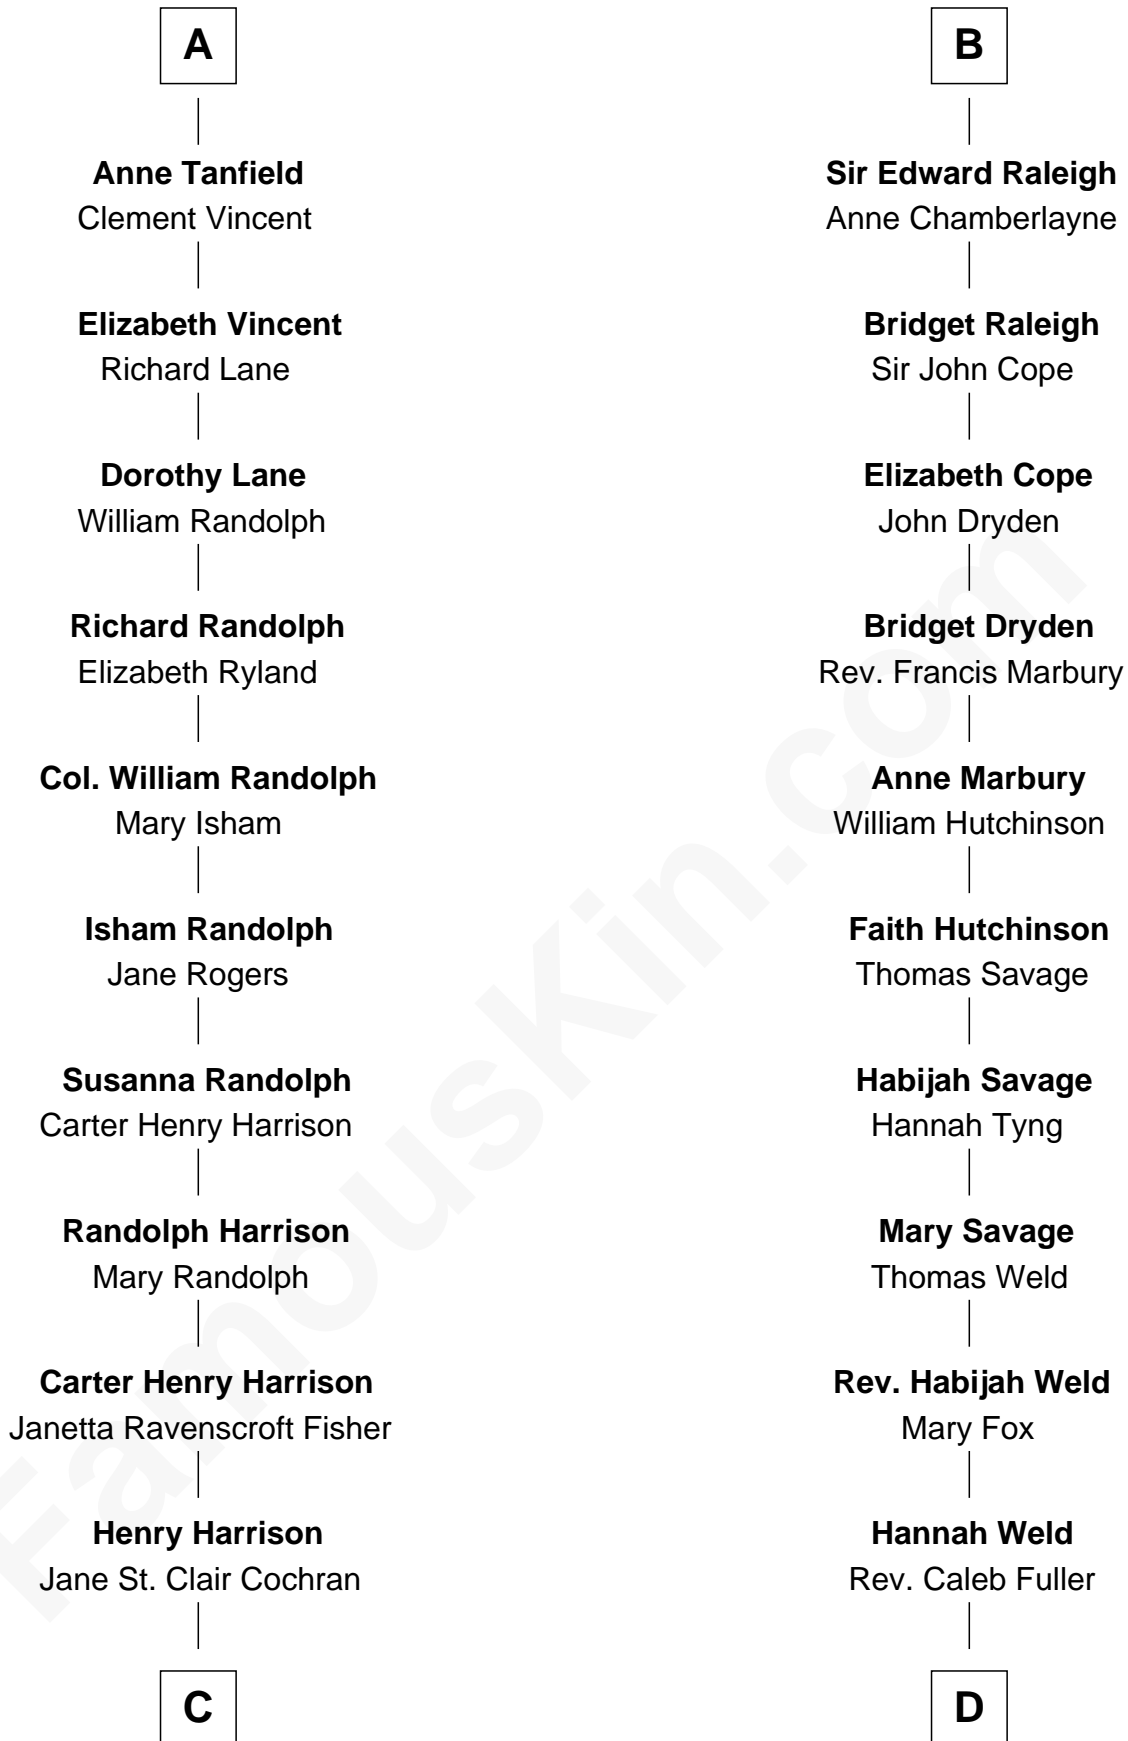 A
Anne Tanfield
Clement Vincent
Elizabeth Vincent
Richard Lane
Dorothy Lane
William Randolph
Richard Randolph
Elizabeth Ryland
Col. William Randolph
Mary Isham
Isham Randolph
Jane Rogers
Susanna Randolph
Carter Henry Harrison
Randolph Harrison
Mary Randolph
Carter Henry Harrison
Janetta Ravenscroft Fisher
Henry Harrison
Jane St. Clair Cochran
C
B
Sir Edward Raleigh
Anne Chamberlayne
Bridget Raleigh
Sir John Cope
Elizabeth Cope
John Dryden
Bridget Dryden
Rev. Francis Marbury
Anne Marbury
William Hutchinson
Faith Hutchinson
Thomas Savage
Habijah Savage
Hannah Tyng
Mary Savage
Thomas Weld
Rev. Habijah Weld
Mary Fox
Hannah Weld
Rev. Caleb Fuller
D
FamousKin.com